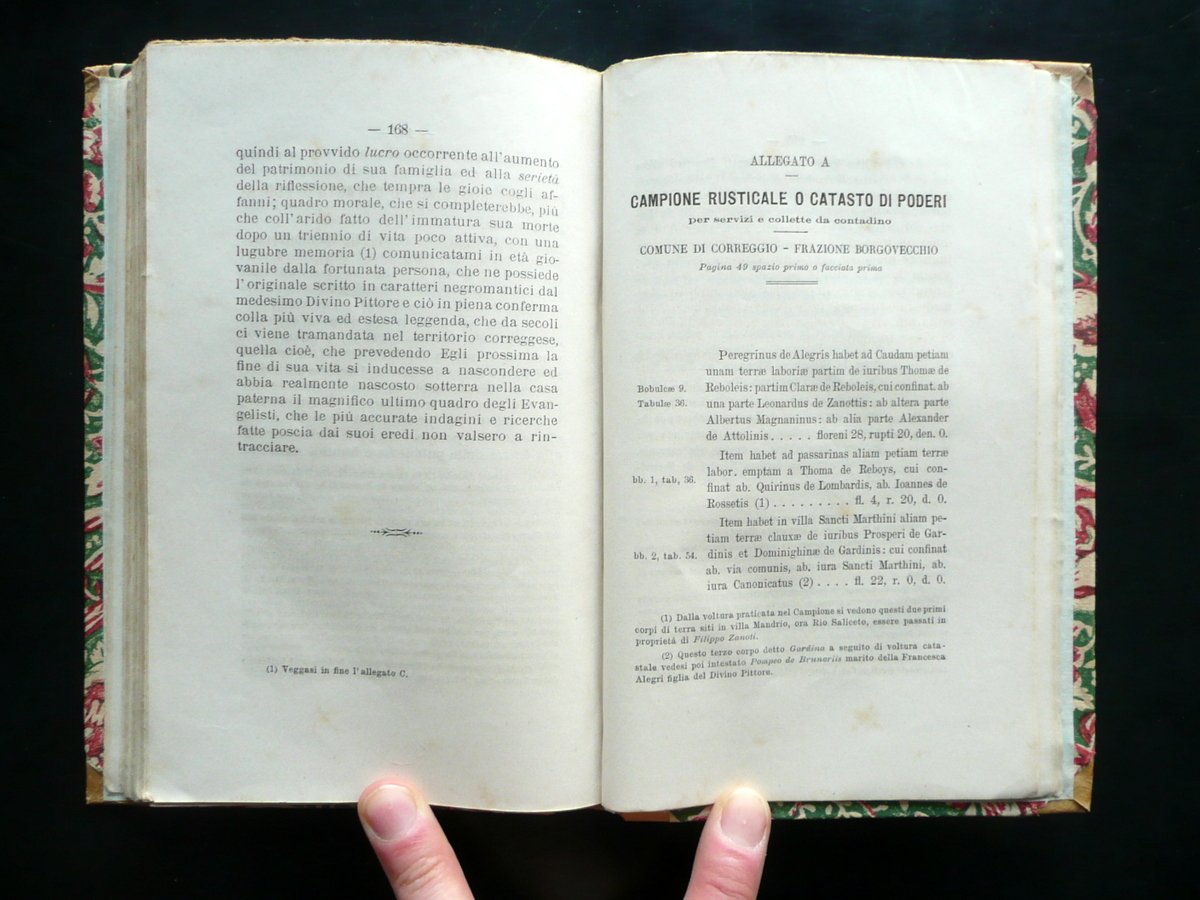 — 168 —
quindi al provvido lucro occorrente all'aumento
del patrimonio di sua famiglia ed alla serietà
della riflessione, che tempra le gioie cogli af-
fanni; quadro morale, che si completerebbe, più
che coll'arido fatto dell'immatura sua morte
dopo un triennio di vita poco attiva, con una
lugubre memoria (1) comunicatami in età gio-
vanile dalla fortunata persona, che ne possiede
l'originale scritto in caratteri negromantici dal
medesimo Divino Pittore e ciò in piena conferma
colla più viva ed estesa leggenda, che da secoli
ci viene tramandata nel territorio correggese,
quella cioè, che prevedendo Egli prossima la
fine di sua vita si inducesse a nascondere ed
abbia realmente nascosto sotterra nella casa
paterna il magnifico ultimo quadro degli Evan-
gelisti, che le più accurate indagini e ricerche
fatte poscia dai suoi eredi non valsero a rin-
tracciare.
(1) Veggasi in fine l'allegato C.
ALLEGATO A
CAMPIONE RUSTICALE O CATASTO DI PODERI
per servizi e collette da contadino
COMUNE DI CORREGGIO - FRAZIONE BORGOVECCHIO
Pagina 49 spazio primo o facciata prima
Peregrinus de Alegris habet ad Caudam petiam
unam terræ laboriæ partim de iuribus Thomæ de
Bobulcæ 9. Reboleis: partim Claræ de Reboleis, cui confinat. ab
Tabulæ 36. una parte Leonardus de Zanottis: ab altera parte
Albertus Magnaninus: ab alia parte Alexander
de Attolinis . . . . . floreni 28, rupti 20, den. 0.
Item habet ad passarinas aliam petiam terræ
labor. emptam a Thoma de Reboys, cui con-
bb. 1, tab, 36. finat ab. Quirinus de Lombardis, ab. Ioannes de
Rossetis (1) . . . . . . . . . fl. 4, r. 20, d. 0.
Item habet in villa Sancti Marthini aliam pe-
tiam terræ clauxæ de iuribus Prosperi de Gar-
bb. 2, tab. 54. dinis et Dominighinæ de Gardinis: cui confinat
ab. via comunis, ab. iura Sancti Marthini, ab.
iura Canonicatus (2) . . . . fl. 22, r. 0, d. 0.
(1) Dalla voltura praticata nel Campione si vedono questi due primi
corpi di terra siti in villa Mandrio, ora Rio Saliceto, essere passati in
proprietà di Filippo Zanoti.
(2) Questo terzo corpo detto Gardina a seguito di voltura cata-
stale vedesi poi intestato Pompeo de Brunoriis marito della Francesca
Alegri figlia del Divino Pittore.